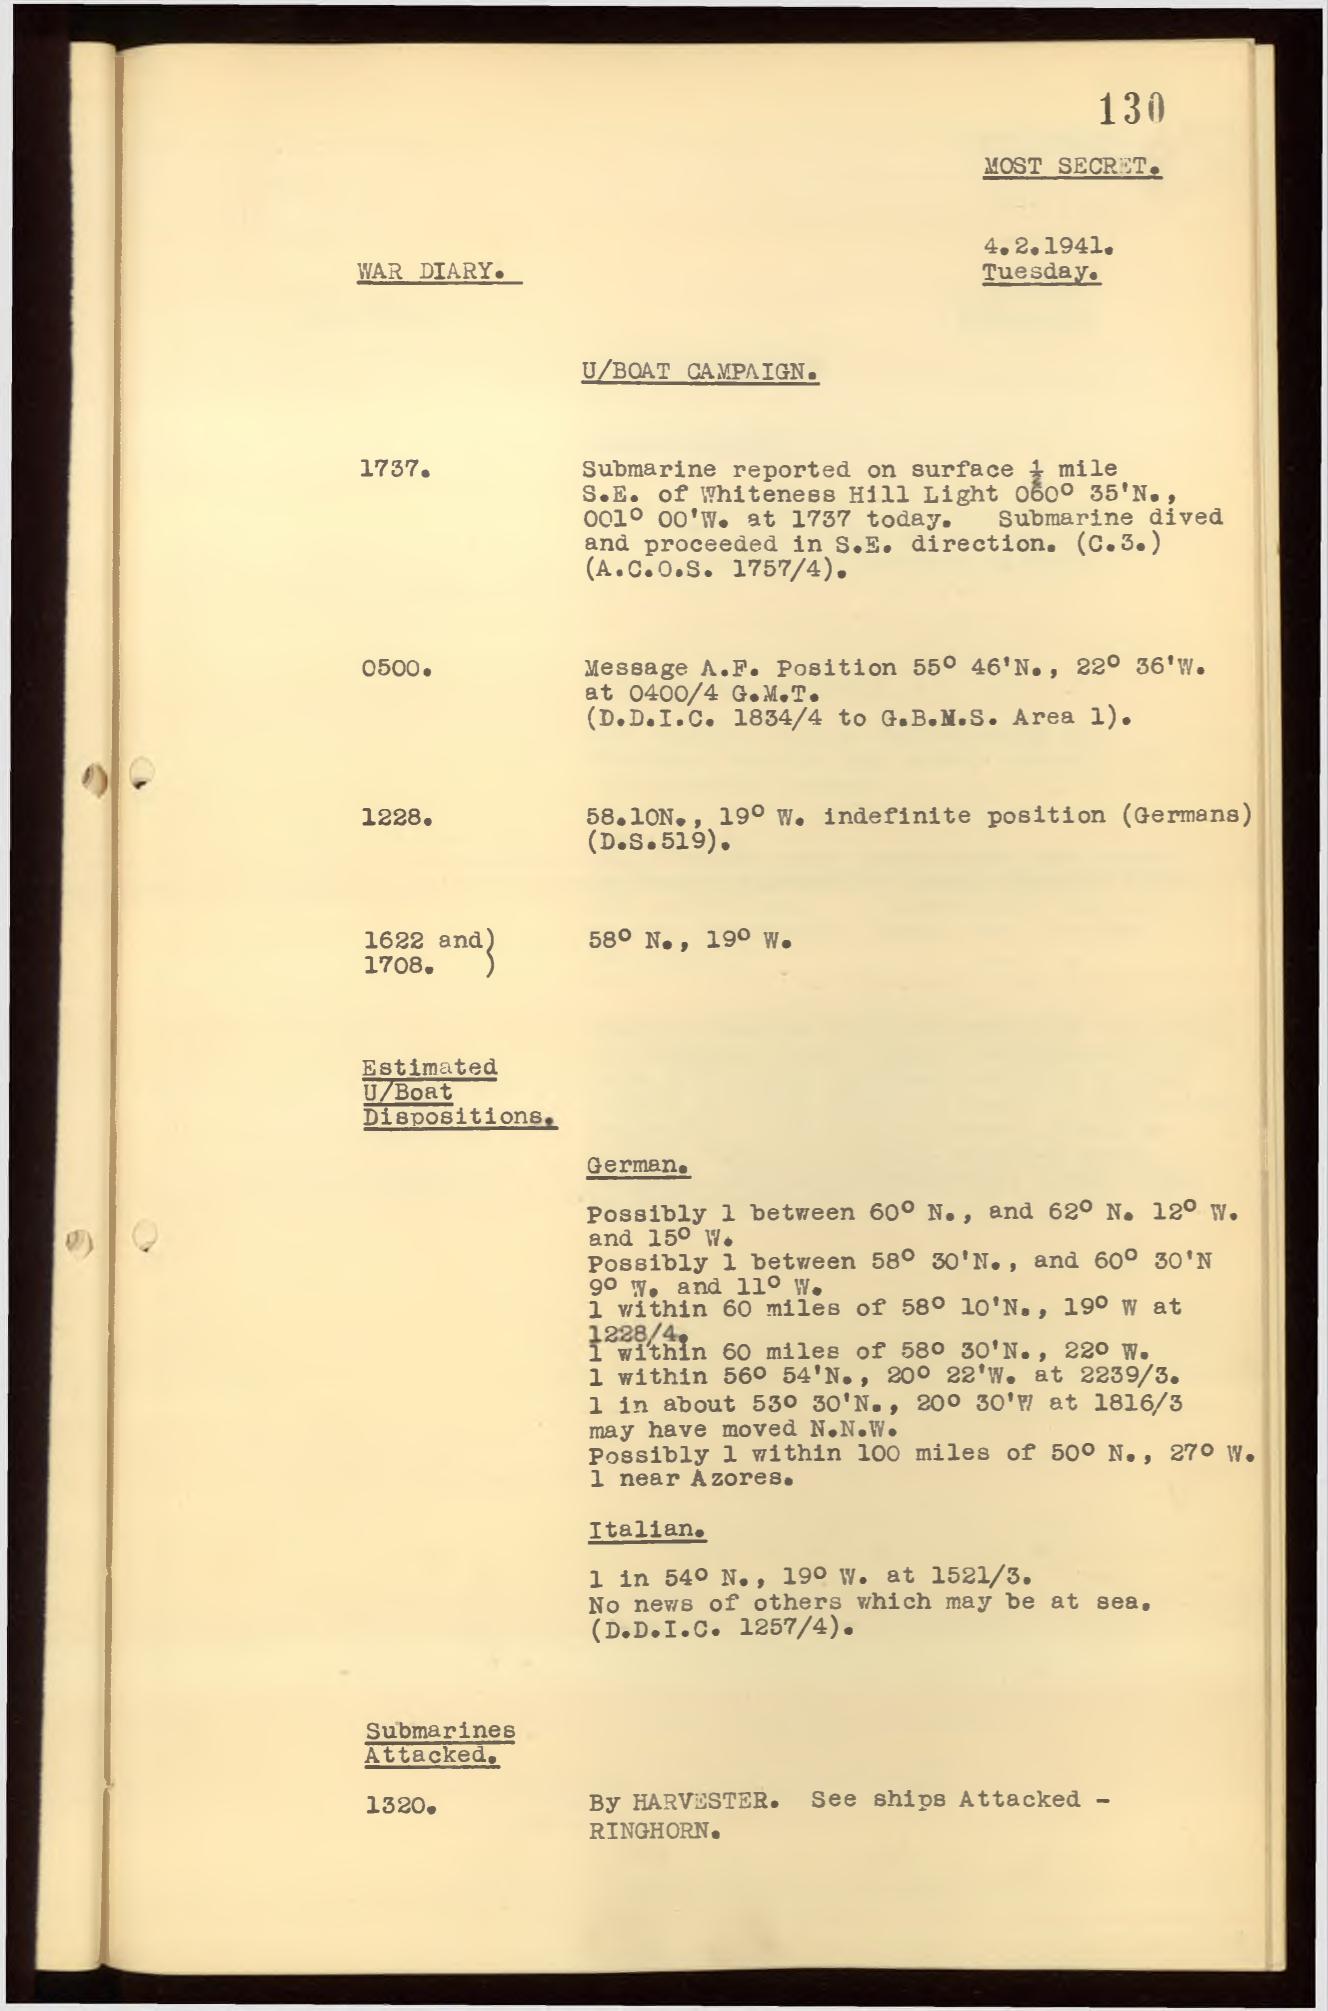 130
MOST SECRET.
4.2.1941.
WAR DIARY.
Tuesday.
U/BOAT CAMPAIGN.
1737.
Submarine reported on surface ½ mile
S.E. of Whiteness Hill Light 060° 35'N.,
001° 00'W. at 1737 today. Submarine dived
and proceeded in S.E. direction. (C.3.)
(A.C.O.S. 1757/4).
0500.
Message A.F. Position 55° 46'N., 22° 36'W.
at 0400/4 G.M.T.
(D.D.I.C. 1834/4 to G.B.M.S. Area 1).
1228.
58.10N., 19° W. indefinite position (Germans)
(D.S.519).
1622 and)
58° N., 19° W.
1708. )
Estimated
U/Boat
Dispositions.
German.
Possibly 1 between 60° N., and 62° N. 12° W.
and 15° W.
Possibly 1 between 58° 30'N., and 60° 30'N
9° W. and 11° W.
1 within 60 miles of 58° 10'N., 19° W at
1228/4.
1 within 60 miles of 58° 30'N., 22° W.
1 within 56° 54'N., 20° 22'W. at 2239/3.
1 in about 53° 30'N., 20° 30'W at 1816/3
may have moved N.N.W.
Possibly 1 within 100 miles of 50° N., 27° W.
1 near Azores.
Italian.
1 in 54° N., 19° W. at 1521/3.
No news of others which may be at sea.
(D.D.I.C. 1257/4).
Submarines
Attacked.
1320.
By HARVESTER. See ships Attacked -
RINGHORN.